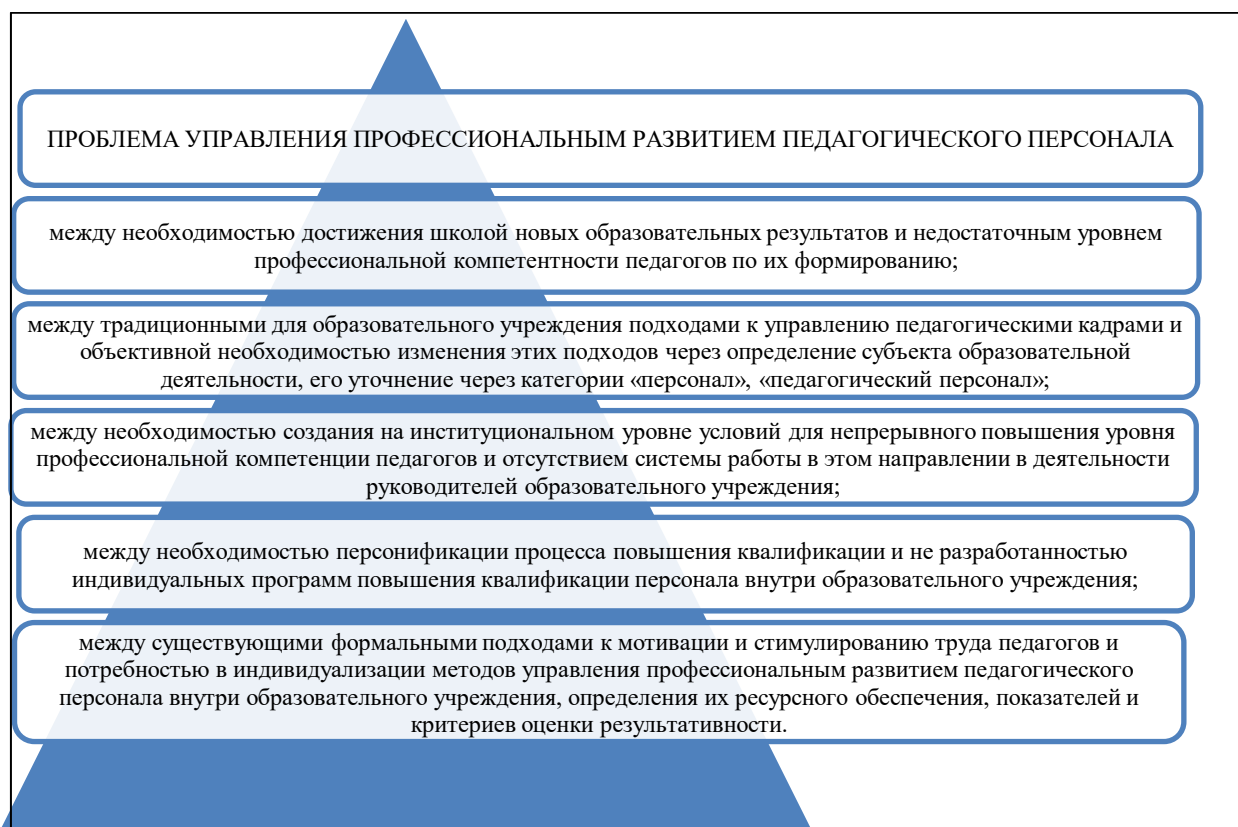 ПРОБЛЕМА УПРАВЛЕНИЯ ПРОФЕССИОНАЛЬНЫМ РАЗВИТИЕМ ПЕДАГОГИЧЕСКОГО ПЕРСОНАЛА
между необходимостью достижения школой новых образовательных результатов и недостаточным уровнем
профессиональной компетентности педагогов по их формированию;
между традиционными для образовательного учреждения подходами к управлению педагогическими кадрами и
объективной необходимостью изменения этих подходов через определение субъекта образовательной
деятельности, его уточнение через категории «персонал», «педагогический персонал»;
между необходимостью создания на институциональном уровне условий для непрерывного повышения уровня
профессиональной компетенции педагогов и отсутствием системы работы в этом направлении в деятельности
руководителей образовательного учреждения;
между необходимостью персонификации процесса повышения квалификации и не разработанностью
индивидуальных программ повышения квалификации персонала внутри образовательного учреждения;
между существующими формальными подходами к мотивации и стимулированию труда педагогов и
потребностью в индивидуализации методов управления профессиональным развитием педагогического
персонала внутри образовательного учреждения, определения их ресурсного обеспечения, показателей и
критериев оценки результативности.